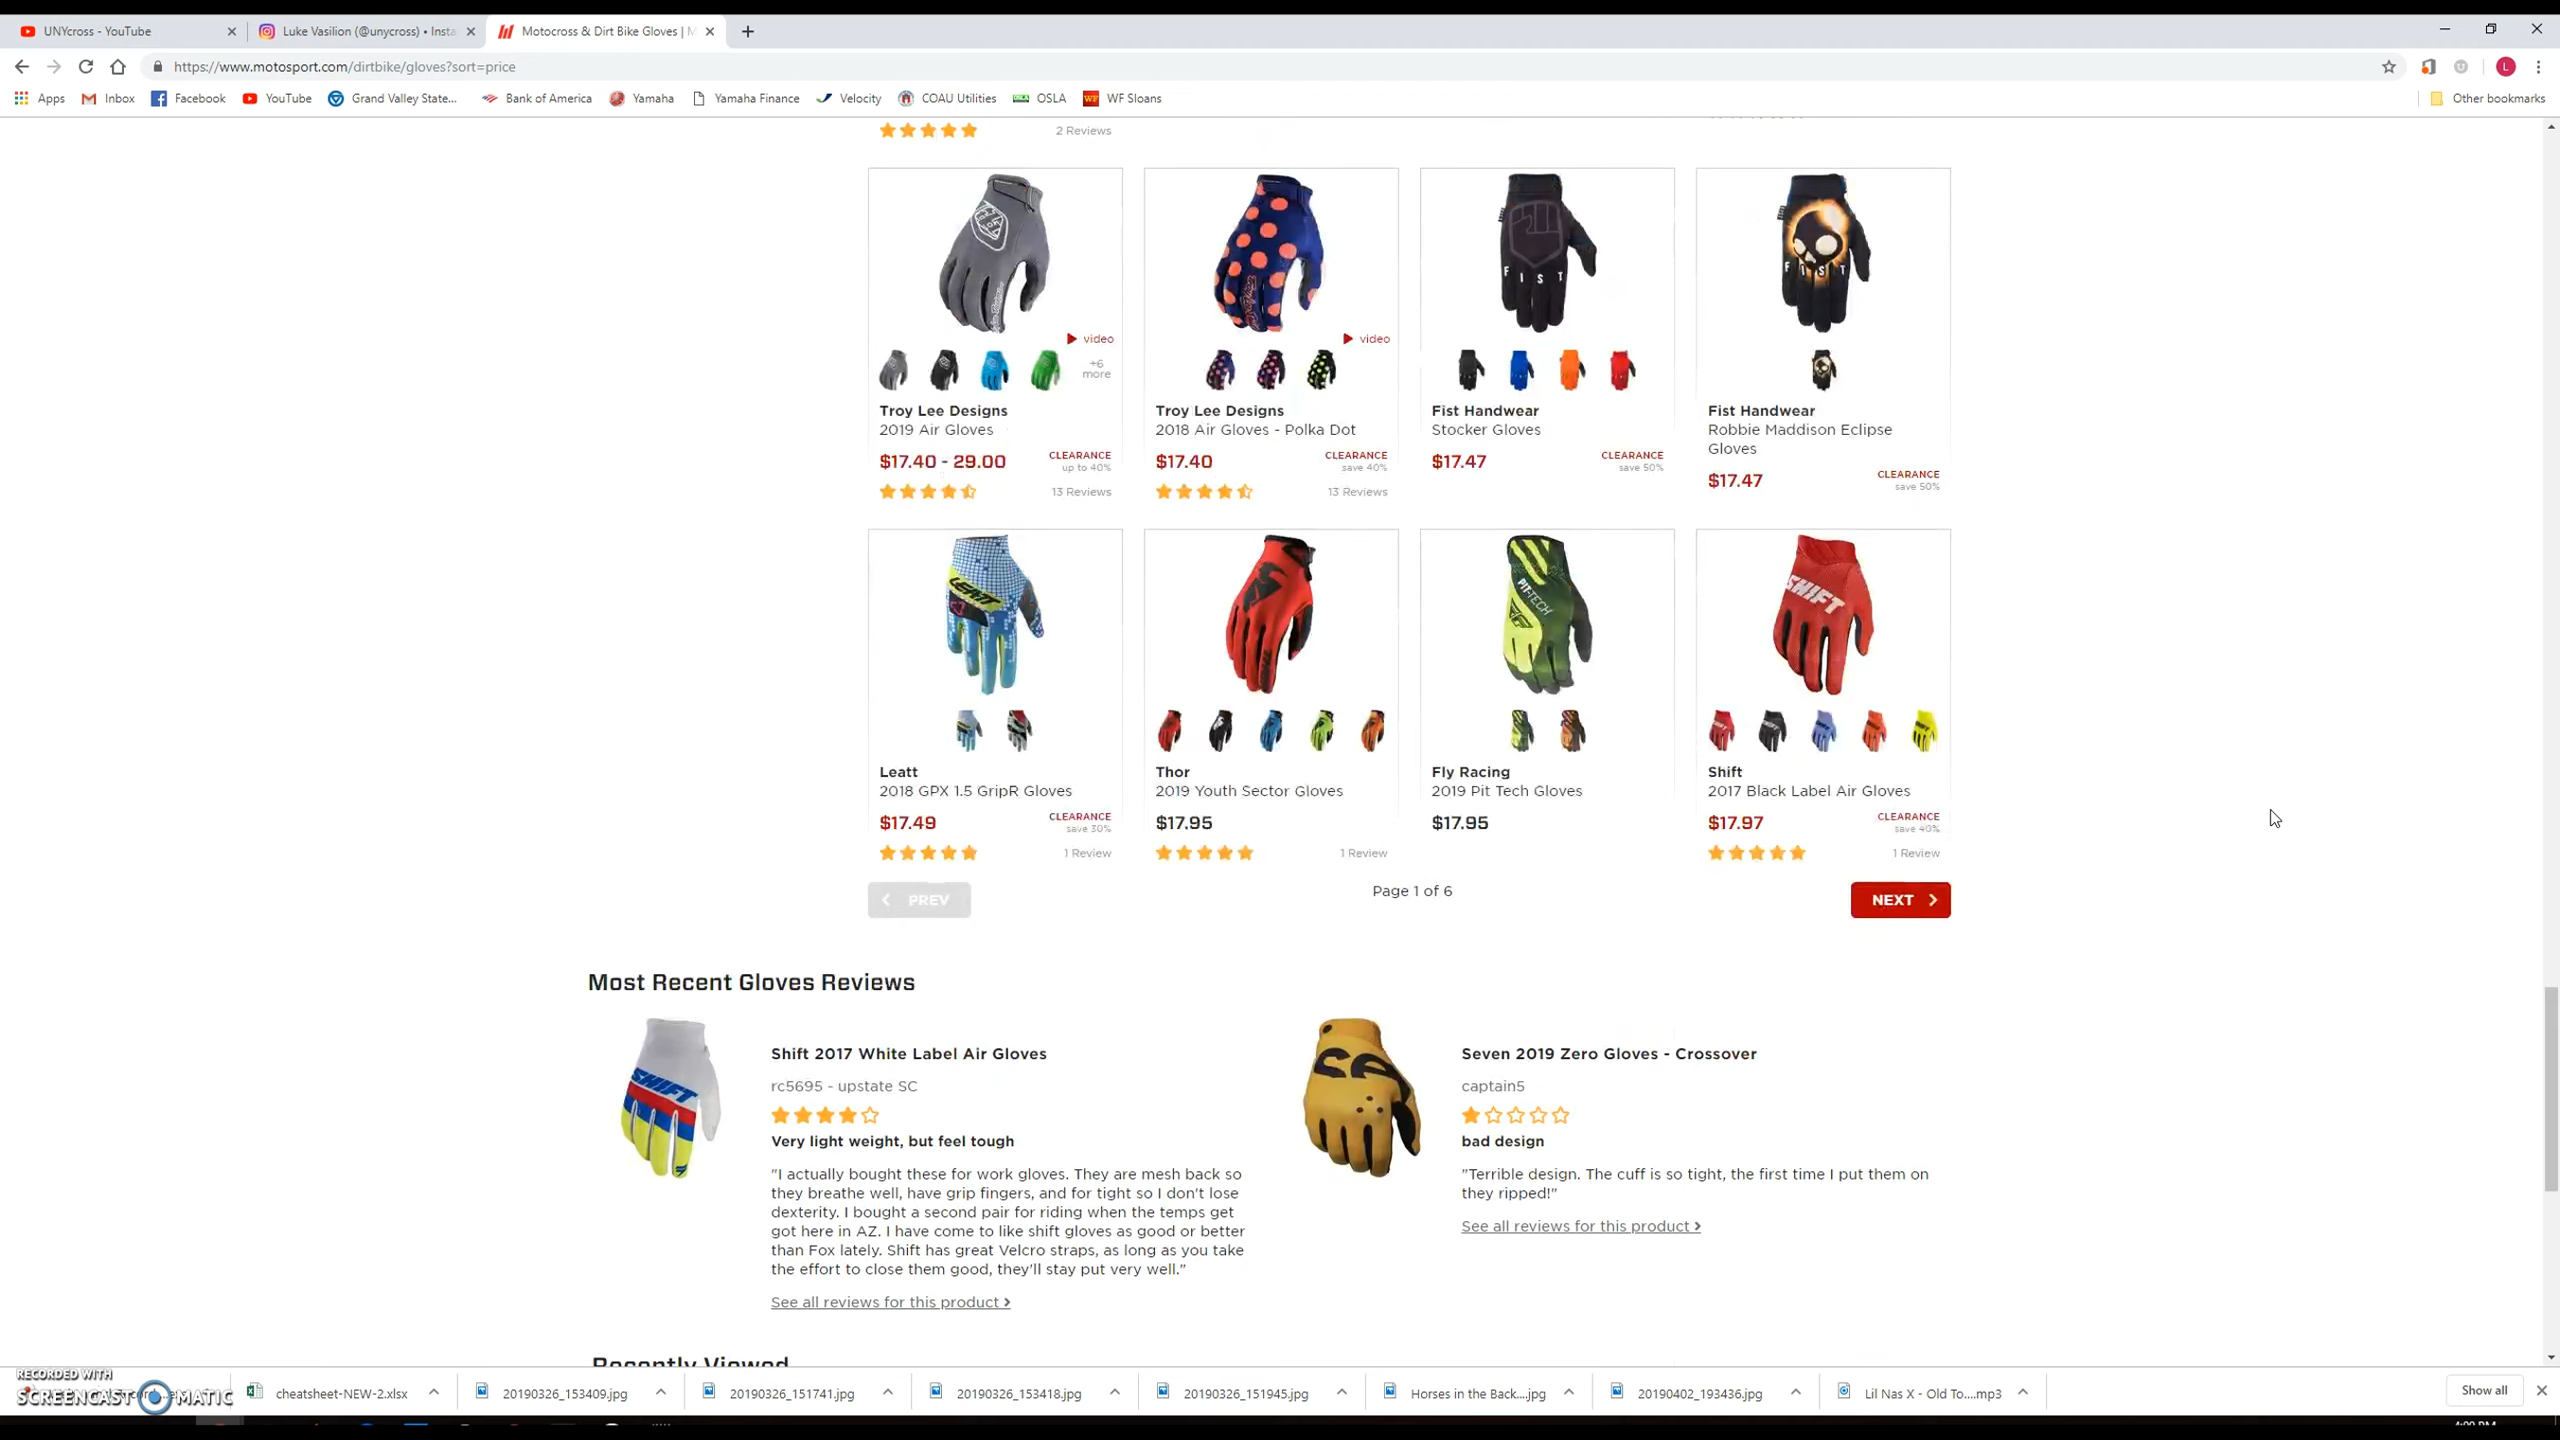 UNYcross - YouTube
Luke Vasilion (@unycross) • Insta
Motocross & Dirt Bike Gloves | M
https://www.motosport.com/dirtbike/gloves?sort=price
Apps Inbox Facebook YouTube Grand Valley State... Bank of America Yamaha Yamaha Finance Velocity COAU Utilities OSLA WF Sloans Other bookmarks
2 Reviews
video video
+6
more
Troy Lee Designs Troy Lee Designs Fist Handwear Fist Handwear
2019 Air Gloves 2018 Air Gloves - Polka Dot Stocker Gloves Robbie Maddison Eclipse
Gloves
$17.40 - 29.00 CLEARANCE $17.40 CLEARANCE $17.47 CLEARANCE
up to 40% save 40% save 50%
$17.47 CLEARANCE
save 50%
13 Reviews 13 Reviews
Leatt Thor Fly Racing Shift
2018 GPX 1.5 GripR Gloves 2019 Youth Sector Gloves 2019 Pit Tech Gloves 2017 Black Label Air Gloves
$17.49 CLEARANCE $17.95 $17.95 $17.97 CLEARANCE
save 30% save 40%
1 Review 1 Review 1 Review
PREV Page 1 of 6 NEXT
Most Recent Gloves Reviews
Shift 2017 White Label Air Gloves
rc5695 - upstate SC
Very light weight, but feel tough
"I actually bought these for work gloves. They are mesh back so
they breathe well, have grip fingers, and for tight so I don't lose
dexterity. I bought a second pair for riding when the temps get
got here in AZ. I have come to like shift gloves as good or better
than Fox lately. Shift has great Velcro straps, as long as you take
the effort to close them good, they'll stay put very well."
See all reviews for this product
Seven 2019 Zero Gloves - Crossover
captain5
bad design
"Terrible design. The cuff is so tight, the first time I put them on
they ripped!"
See all reviews for this product
Recently Viewed
RECORDED WITH
SCREENCAST MATIC
cheatsheet-NEW-2.xlsx 20190326_153409.jpg 20190326_151741.jpg 20190326_153418.jpg 20190326_151945.jpg Horses in the Back....jpg 20190402_193436.jpg Lil Nas X - Old To....mp3 Show all